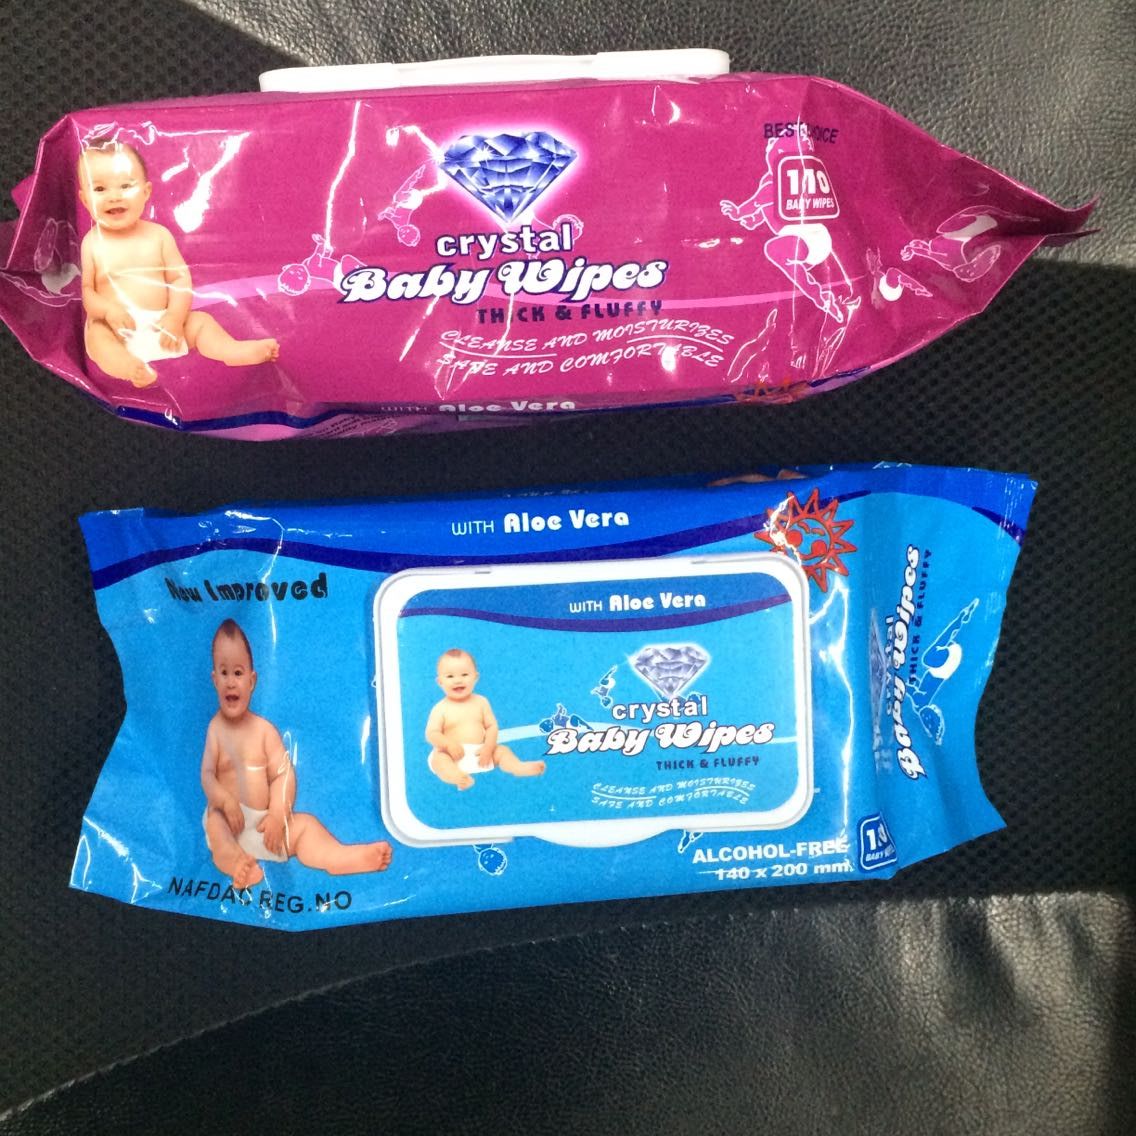 BEST CHOICE
110
BABY WIPES
crystal
Baby Wipes
THICK & FLUFFY
CLEANSE AND MOISTURIZES
SAFE AND COMFORTABLE
WITH Aloe Vera
WITH Aloe Vera
New Improved
WITH Aloe Vera
crystal
Baby Wipes
THICK & FLUFFY
CLEANSE AND MOISTURIZES
SAFE AND COMFORTABLE
crystal
Baby Wipes
THICK & FLUFFY
ALCOHOL-FREE
140 x 200 mm
BABY
NAFDAC REG.NO